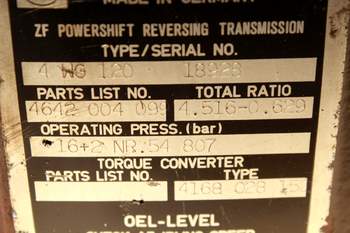 MADE IN GERMANY
ZF POWERSHIFT REVERSING TRANSMISSION
TYPE/SERIAL NO.
4 WG 120 18928
PARTS LIST NO. TOTAL RATIO
4642 004 099 4.516-0.629
OPERATING PRESS.(bar)
16+2 NR.54 807
TORQUE CONVERTER
PARTS LIST NO. TYPE
4168 028 15
OEL-LEVEL